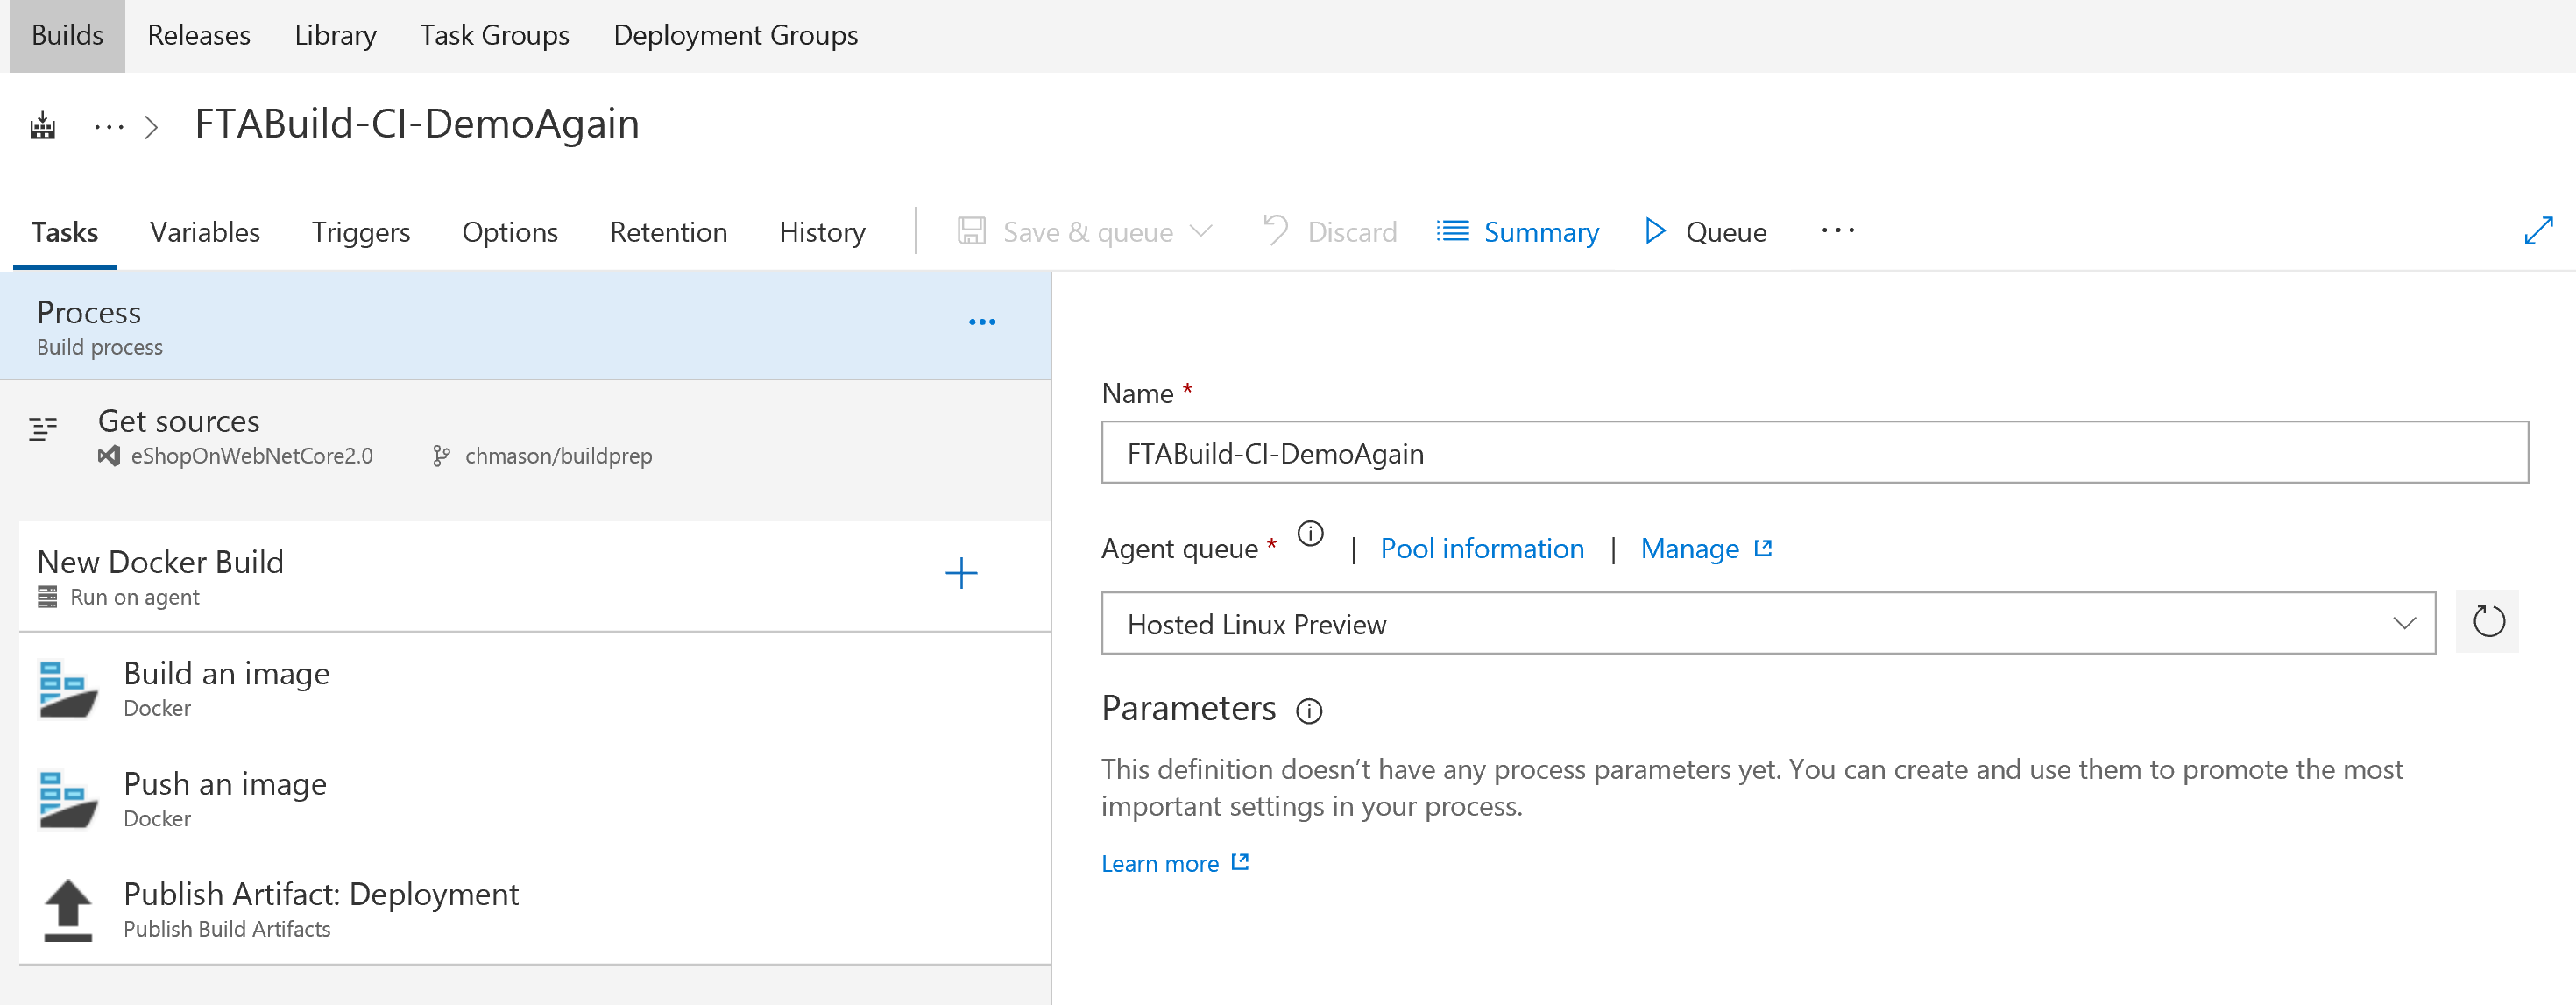 Builds Releases Library Task Groups Deployment Groups
... > FTABuild-CI-DemoAgain
Tasks Variables Triggers Options Retention History | Save & queue Discard Summary Queue ...
Process
Build process
Get sources
eShopOnWebNetCore2.0 chmason/buildprep
New Docker Build
Run on agent
Build an image
Docker
Push an image
Docker
Publish Artifact: Deployment
Publish Build Artifacts
Name *
FTABuild-CI-DemoAgain
Agent queue * | Pool information | Manage
Hosted Linux Preview
Parameters
This definition doesn’t have any process parameters yet. You can create and use them to promote the most
important settings in your process.
Learn more